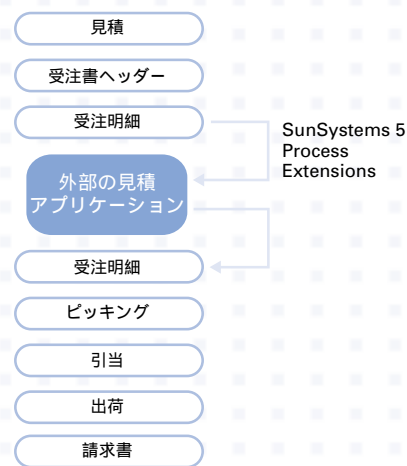 見積
受注書ヘッダー
受注明細
SunSystems 5
Process
Extensions
外部の見積
アプリケーション
受注明細
ピッキング
引当
出荷
請求書